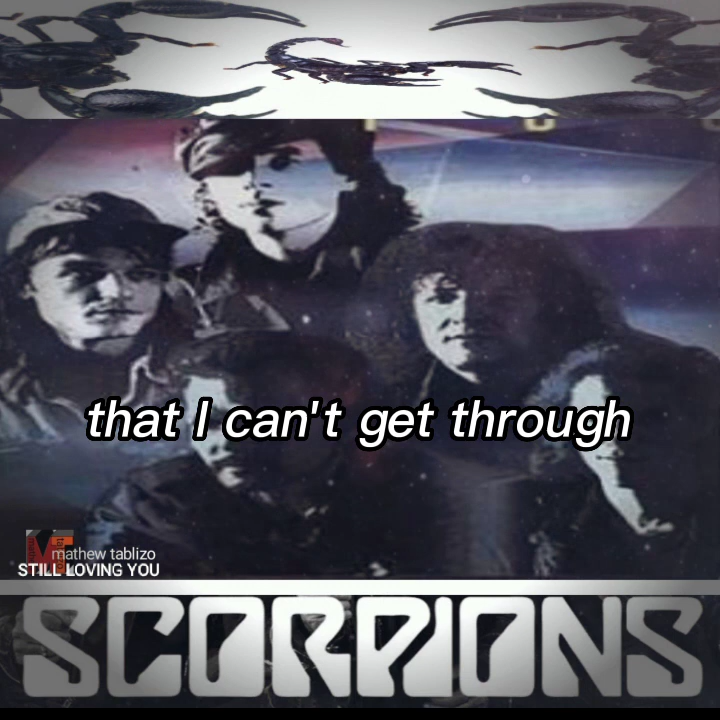 that I can't get through
mathew tablizo
STILL LOVING YOU
SCORPIONS